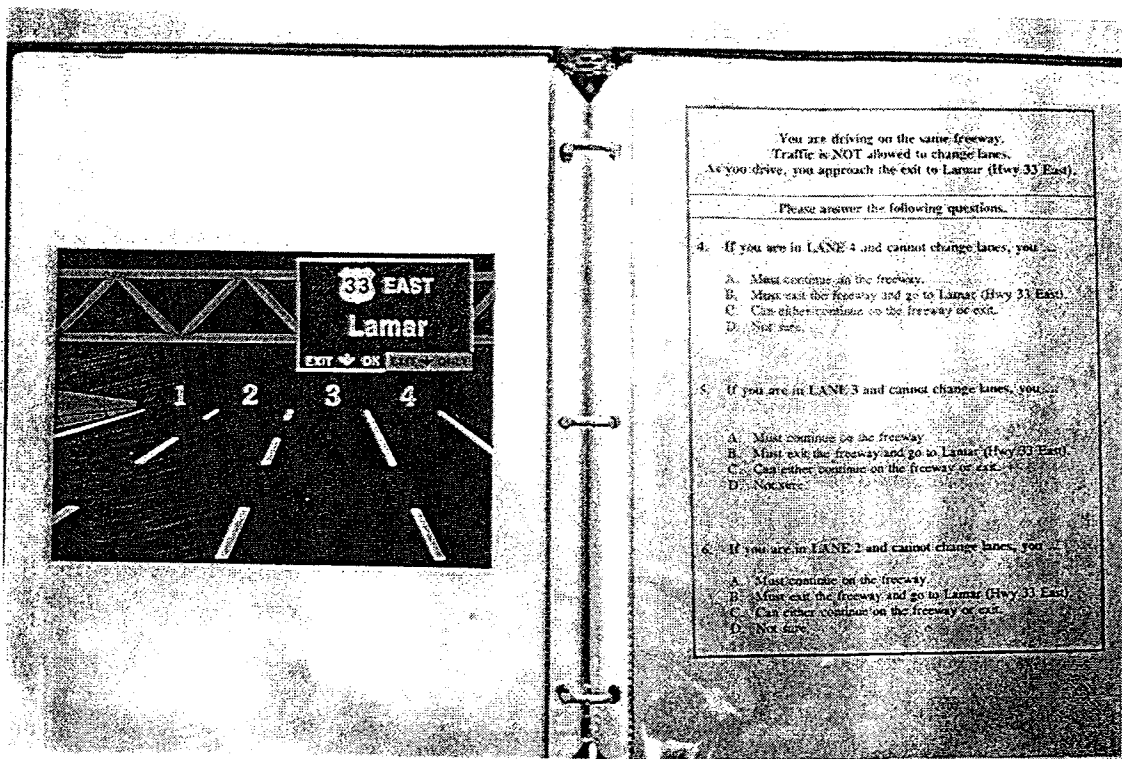 33 EAST
Lamar
EXIT OK EXIT ONLY
1 2 3 4
You are driving on the same freeway.
Traffic is NOT allowed to change lanes.
As you drive, you approach the exit to Lamar (Hwy 33 East).
Please answer the following questions.
4. If you are in LANE 4 and cannot change lanes, you ...
A. Must continue on the freeway.
B. Must exit the freeway and go to Lamar (Hwy 33 East).
C. Can either continue on the freeway or exit.
D. Not sure.
5. If you are in LANE 3 and cannot change lanes, you ...
A. Must continue on the freeway.
B. Must exit the freeway and go to Lamar (Hwy 33 East).
C. Can either continue on the freeway or exit.
D. Not sure.
6. If you are in LANE 2 and cannot change lanes, you ...
A. Must continue on the freeway.
B. Must exit the freeway and go to Lamar (Hwy 33 East).
C. Can either continue on the freeway or exit.
D. Not sure.